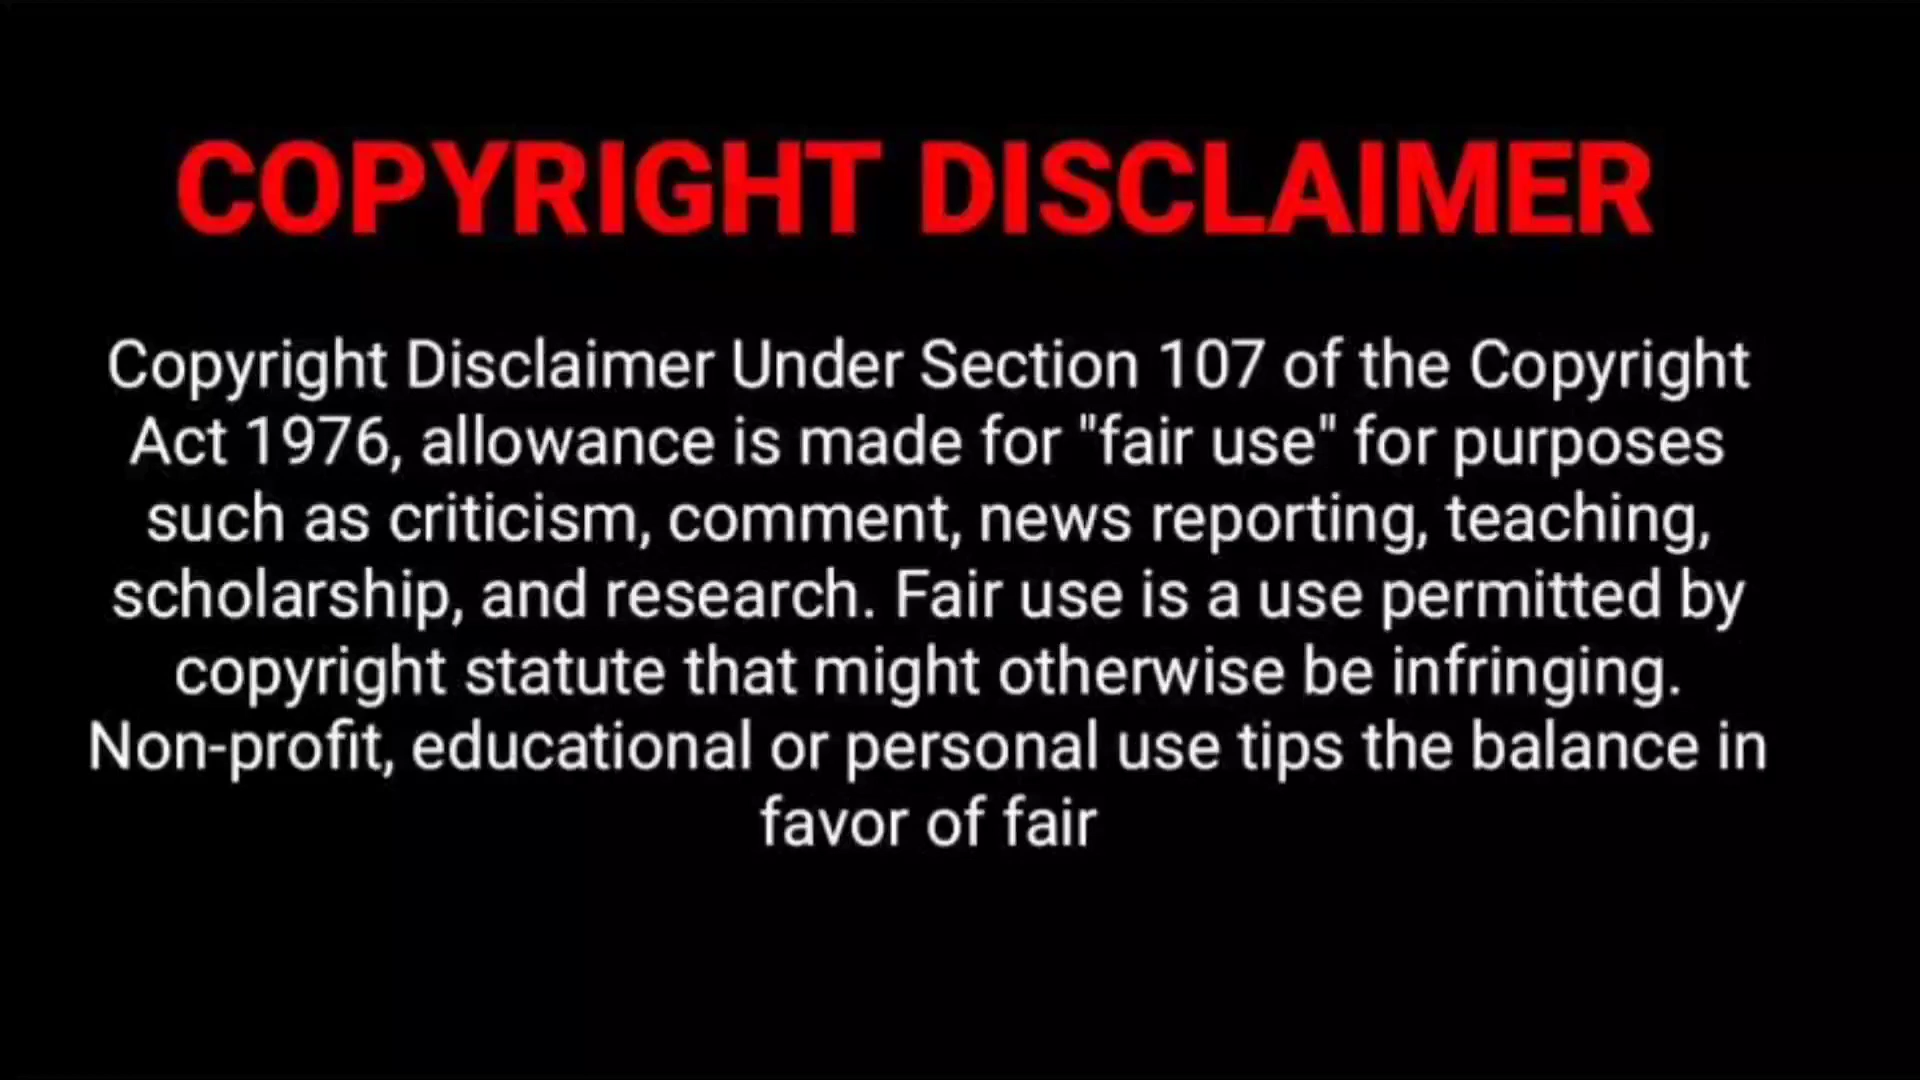 COPYRIGHT DISCLAIMER
Copyright Disclaimer Under Section 107 of the Copyright
Act 1976, allowance is made for "fair use" for purposes
such as criticism, comment, news reporting, teaching,
scholarship, and research. Fair use is a use permitted by
copyright statute that might otherwise be infringing.
Non-profit, educational or personal use tips the balance in
favor of fair